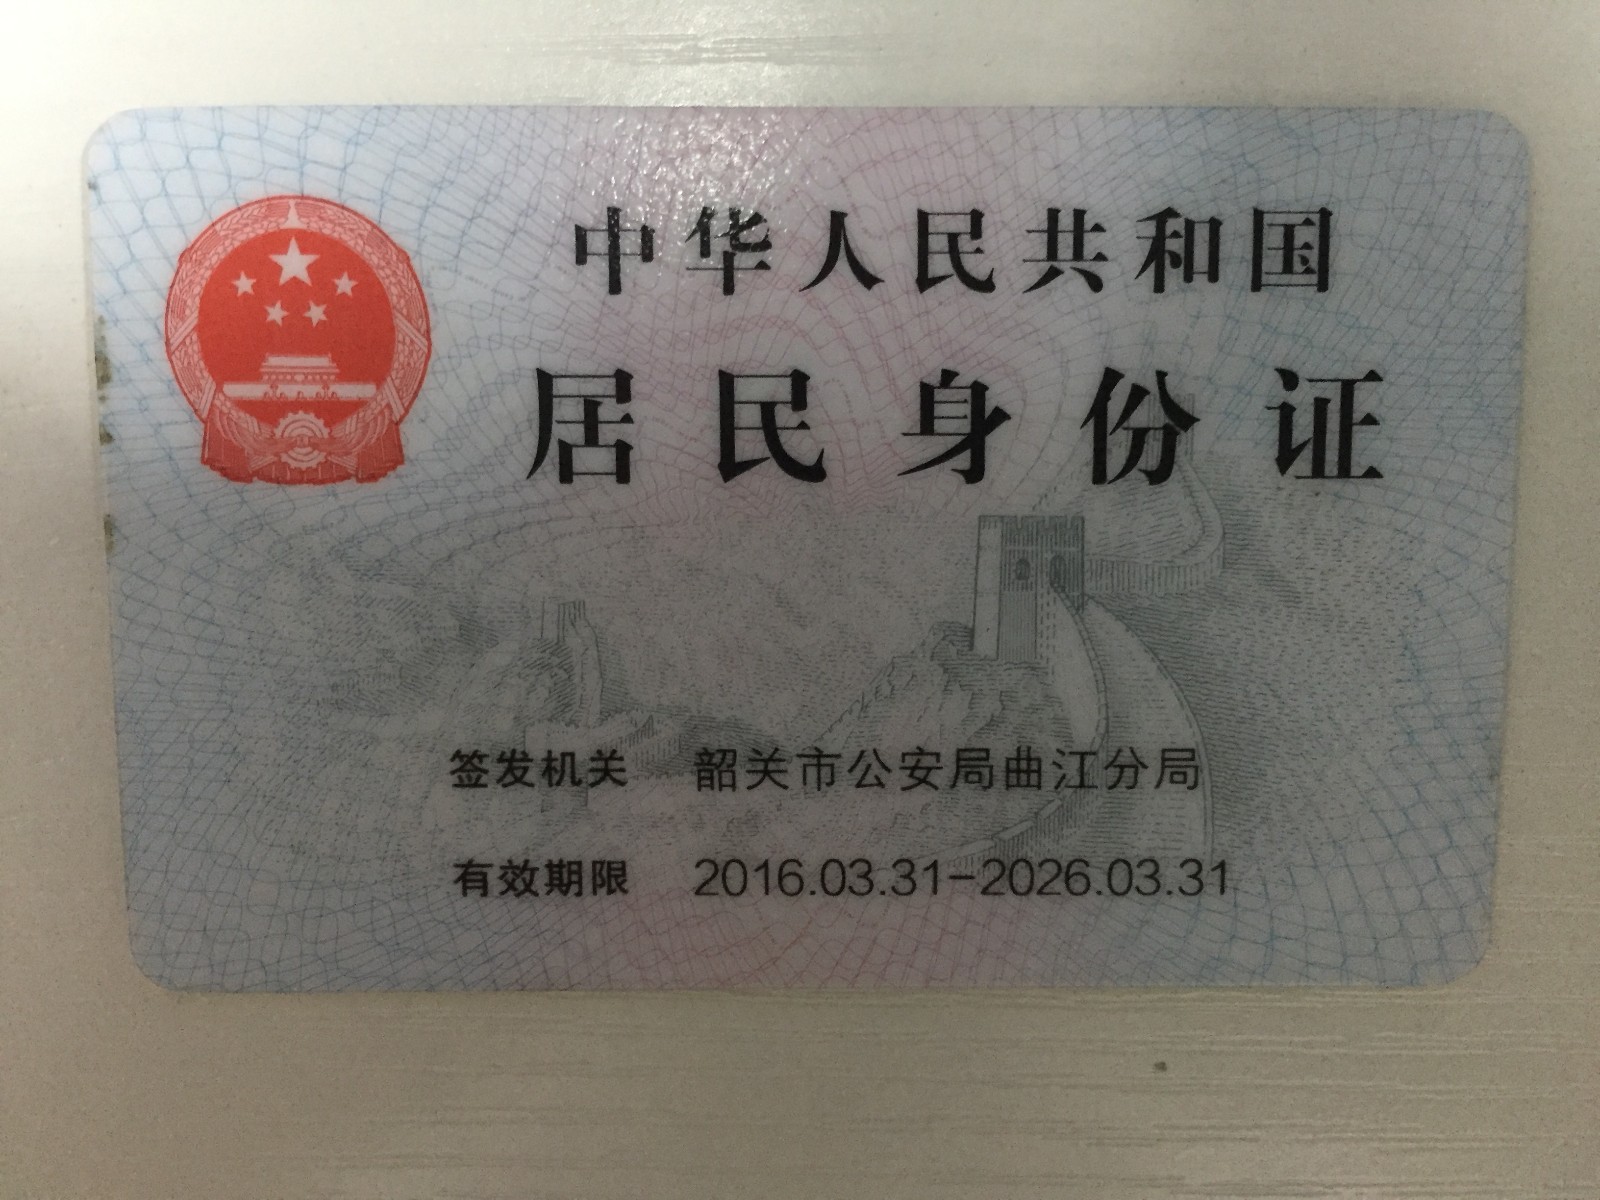 中华人民共和国
居民身份证
签发机关 韶关市公安局曲江分局
有效期限 2016.03.31-2026.03.31